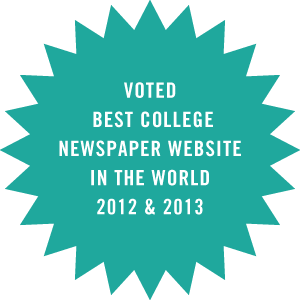 VOTED
BEST COLLEGE
NEWSPAPER WEBSITE
IN THE WORLD
2012 & 2013